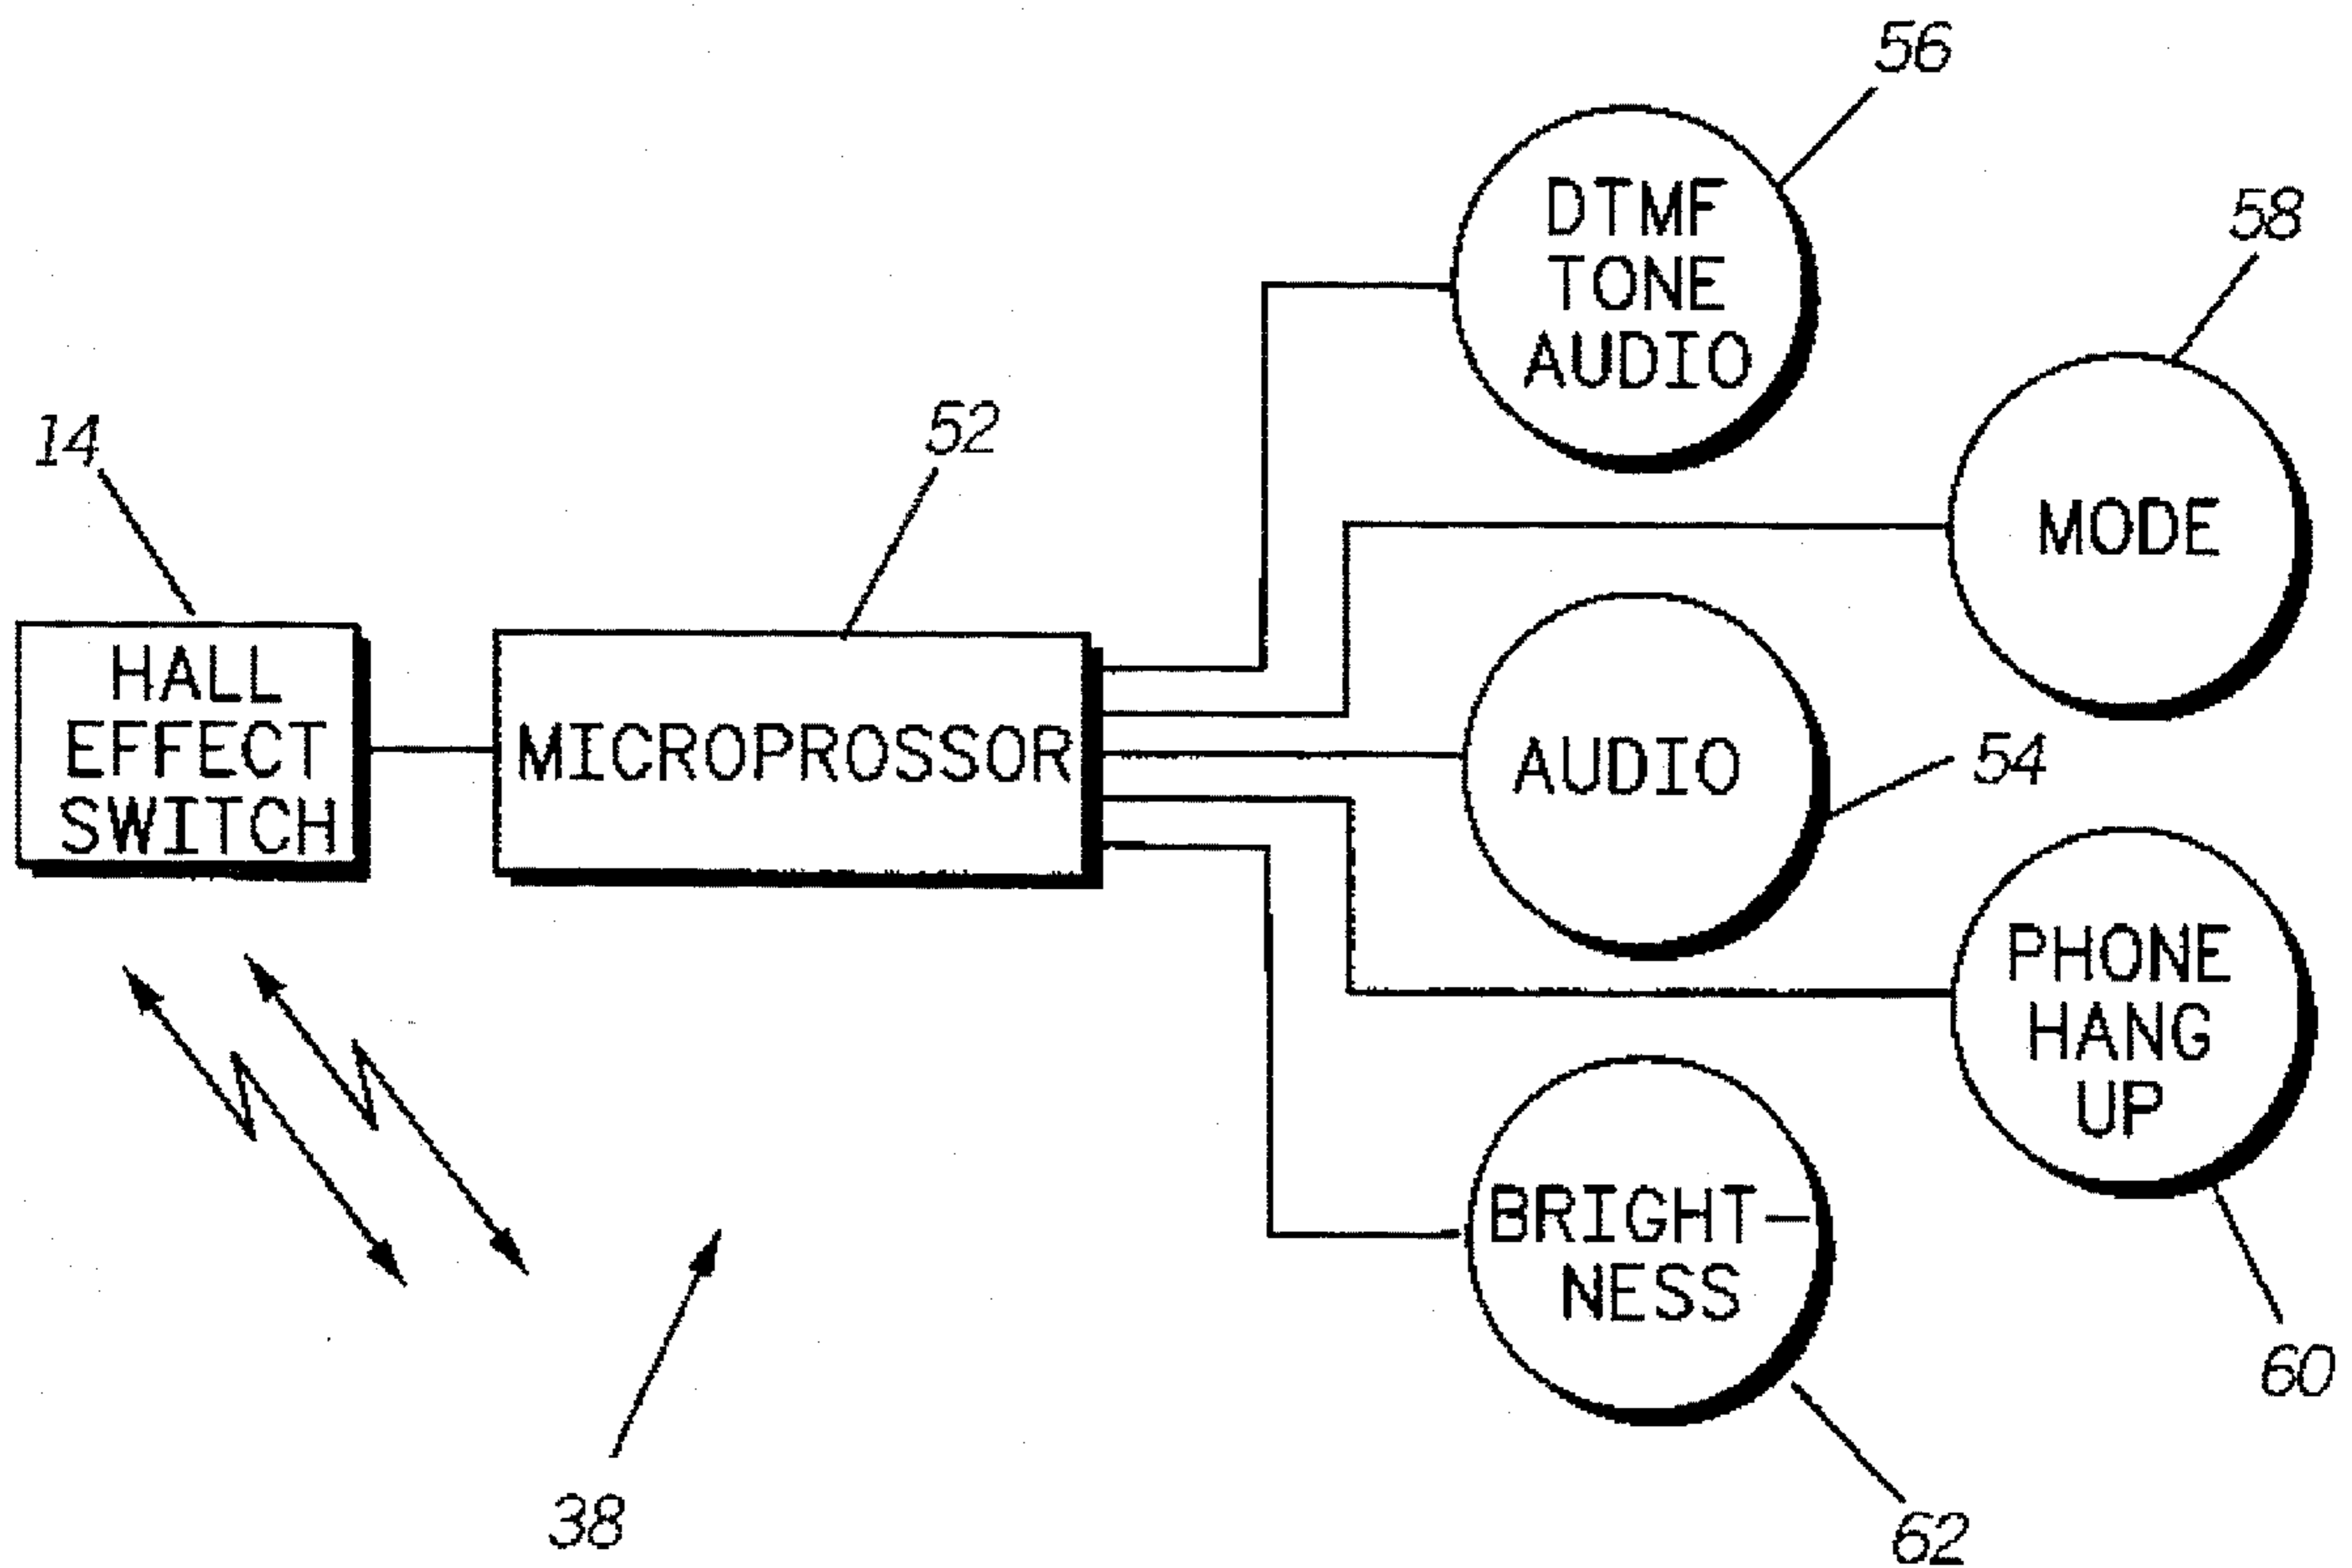 56
DTMF
TONE
AUDIO
58
MODE
14
52
HALL
EFFECT
SWITCH
MICROPROSSOR
AUDIO
54
PHONE
HANG
UP
BRIGHT-
NESS
60
38
62